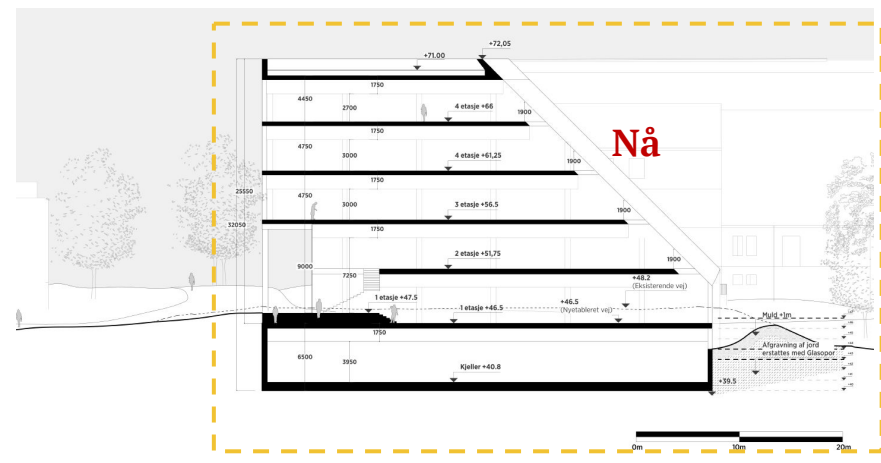 +72,05
+71.00
1750
4450
2700
4 etasje +66
1900
1750
Nå
4750
3000
4 etasje +61,25
1900
1750
25550
4750
3000
3 etasje +56.5
1900
32050
1750
9000
7250
2 etasje +51,75
1900
+48.2
(Eksisterende vej)
1 etasje +47.5
1 etasje +46.5
+46.5
(Nyetableret vej)
Muld +1m
1750
6500
3950
Afgravning af jord
erstattes med Glasopor
Kjeller +40.8
+39.5
0m
10m
20m